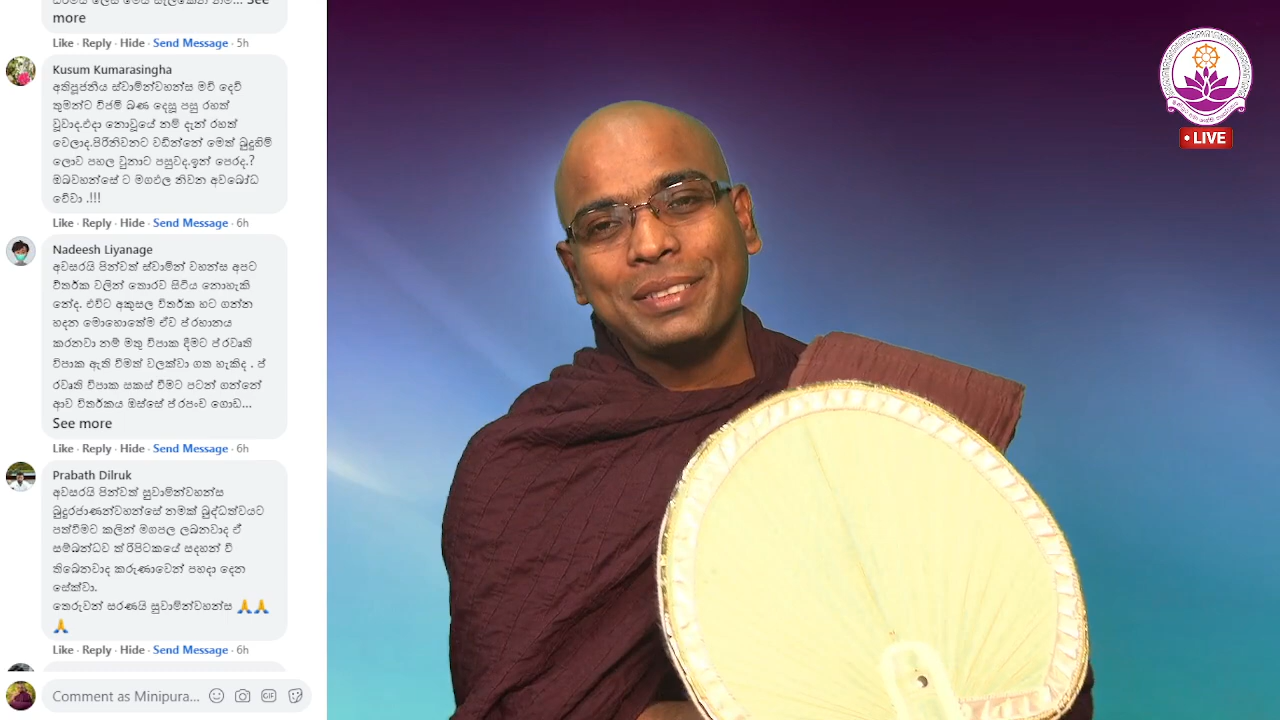 more
Like · Reply · Hide · Send Message · 5h
Kusum Kumarasingha
අතිපූජනීය ස්වාමින්වහන්ස මව් දෙවි
තුමන්ට විජම් බණ දෙසූ පසු රහත්
වූවාද.එදා නොවූයේ නම් දැන් රහත්
වෙලාද.පිරිනිවනට වඩින්නේ මෙත් බුදුහිමි
ලොව පහල වුනාට පසුවද.ඉන් පෙරද.?
ඔබවහන්සේ ට මගඵල නිවන අවබෝධ
වේවා .!!!
Like · Reply · Hide · Send Message · 6h
Nadeesh Liyanage
අවසරයි පින්වත් ස්වාමින් වහන්ස අපට
විතර්ක වලින් තොරව සිටිය නොහැකි
නේද. එවිට අකුසල විතර්ක හට ගන්න
හදන මොහොතේම ඒව ප්‍රහානය
කරනවා නම් මතු විපාක දීමට ප්‍රවෘති
විපාක ඇති වීමත් වලක්වා ගත හැකිද . ප්
රවෘති විපාක සකස් වීමට පටන් ගන්නේ
ආව විතර්කය ඔස්සේ ප්‍රපංච ගොඩ...
See more
Like · Reply · Hide · Send Message · 6h
Prabath Dilruk
අවසරයි පින්වත් සුවාමින්වහන්ස
බුදුරජාණන්වහන්සේ නමක් බුද්ධත්වයට
පත්වීමට කලින් මගපල ලබනවාද ඒ
සම්බන්ධව ත්‍රිපිටකයේ සදහන් වී
තිබෙනවාද කරුණාවෙන් පහදා දෙන
සේක්වා.
තෙරුවන් සරණයි සුවාමින්වහන්ස 🙏🙏
🙏
Like · Reply · Hide · Send Message · 6h
Comment as Minipura...
GIF
LIVE